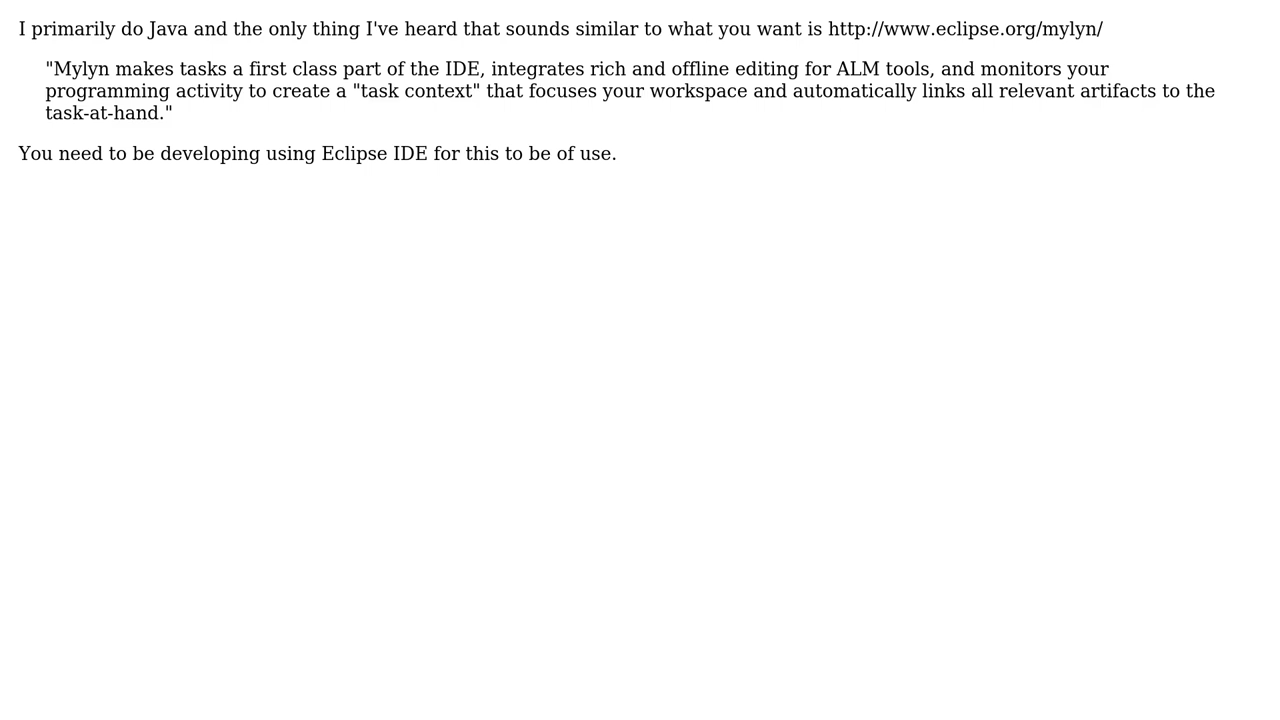 I primarily do Java and the only thing I've heard that sounds similar to what you want is http://www.eclipse.org/mylyn/
"Mylyn makes tasks a first class part of the IDE, integrates rich and offline editing for ALM tools, and monitors your
programming activity to create a "task context" that focuses your workspace and automatically links all relevant artifacts to the
task-at-hand."
You need to be developing using Eclipse IDE for this to be of use.